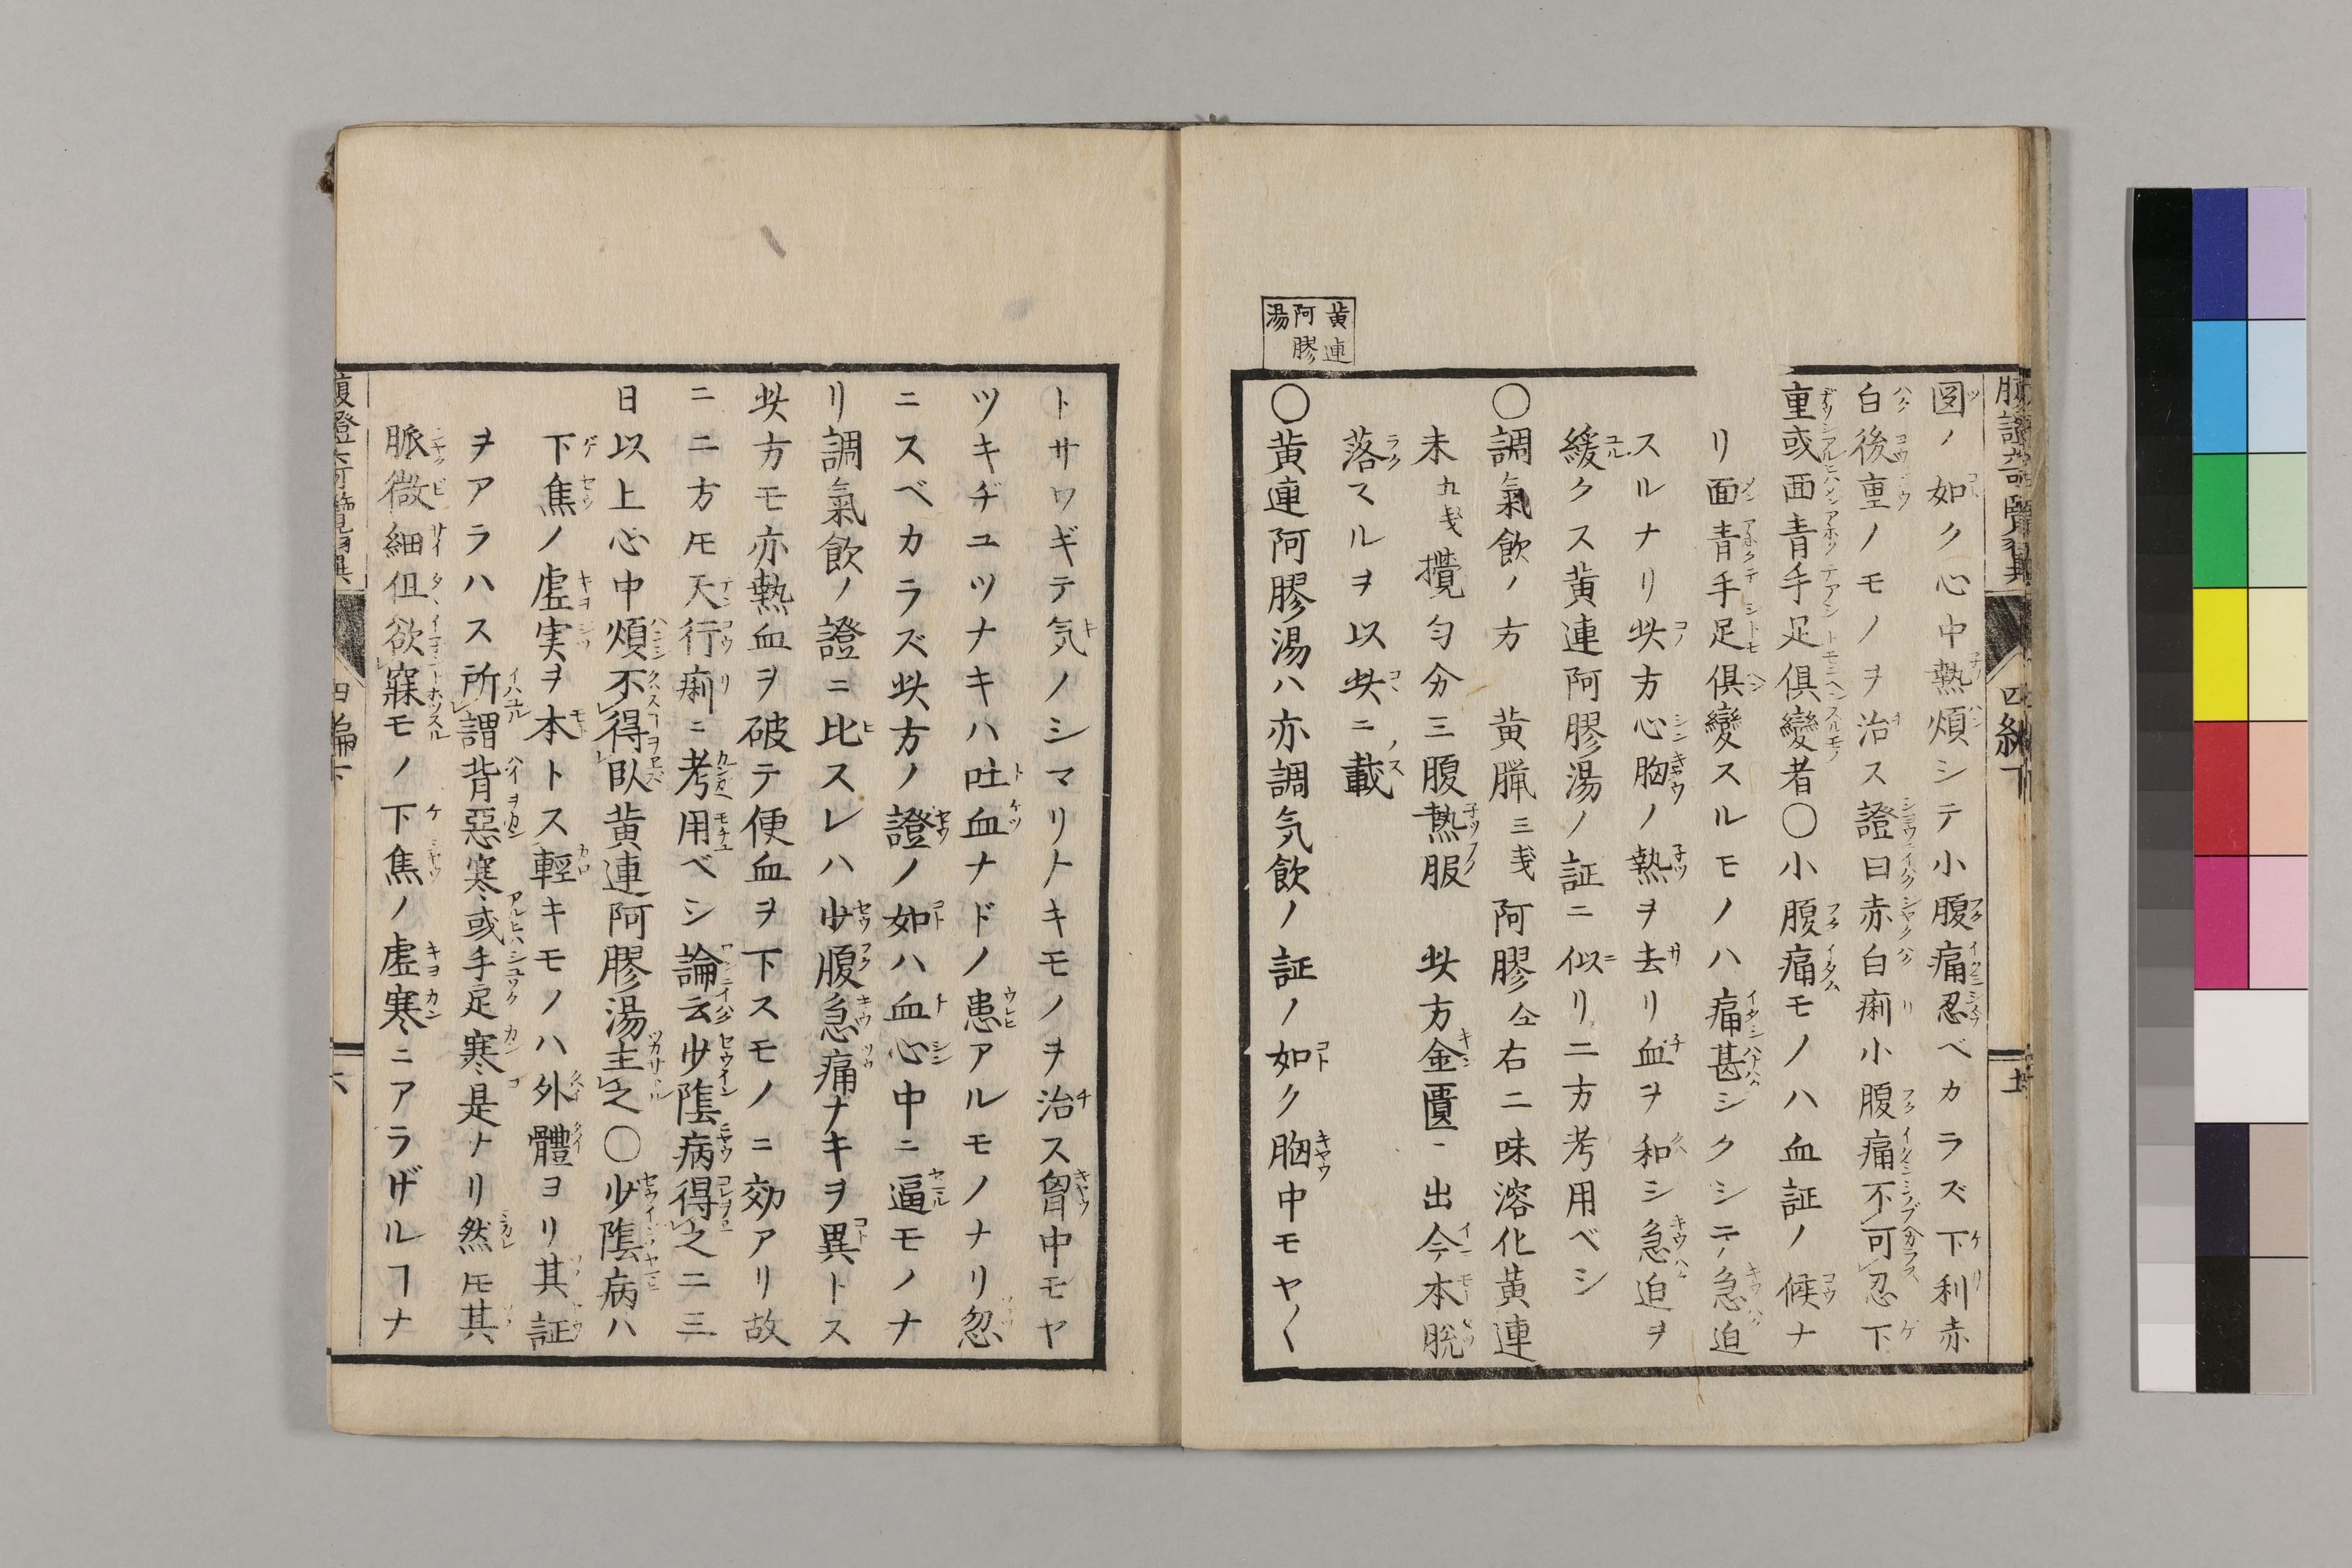 図ノ如ク心中熱煩シテ小腹痛忍ベカラズ下利赤
白後重ノモノヲ治ス證曰赤白痢小腹痛不可忍下
重或面青手足俱變者〇小腹痛モノハ血証ノ候ナ
リ面青手足俱變スルモノハ痛甚シクシテ急迫
スルナリ此方心胸ノ熱ヲ去リ血ヲ和シ急迫ヲ
緩クス黄連阿膠湯ノ証ニ似リ二方考用ベシ
〇調氣飲ノ方 黄臘三戔 阿膠仝右二味溶化黄連
末九戔攪匀分三腹熱服 此方金匱ニ出今本脱
落スルヲ以此ニ載
黄連阿膠湯
〇黄連阿膠湯ハ亦調気飲ノ証ノ如ク胸中モヤ〱
トサワギテ気ノシマリトキモノヲ治ス胷中モヤ
ツキヂユツナキハ吐血ナドノ患アルモノナリ忽
ニスベカラズ此方ノ證ノ如ハ血心中ニ逼モノナ
リ調氣飲ノ證ニ比スレハ少腹急痛ナキヲ異トス
此方モ亦熱血ヲ破テ便血ヲ下スモノニ効アリ故
ニ二方𪜈天行痢ニ考用ベシ論云少陰病得之二三
日以上心中煩不得臥黄連阿膠湯主之〇少陰病ハ
下焦ノ虚実ヲ本トス輕キモノハ外體ヨリ其証
ヲアラハス所謂背惡寒或手足寒是ナリ然𪜈其
脈微細但欲寐モノ下焦ノ虚寒ニアラザルヿナ
四編下
六